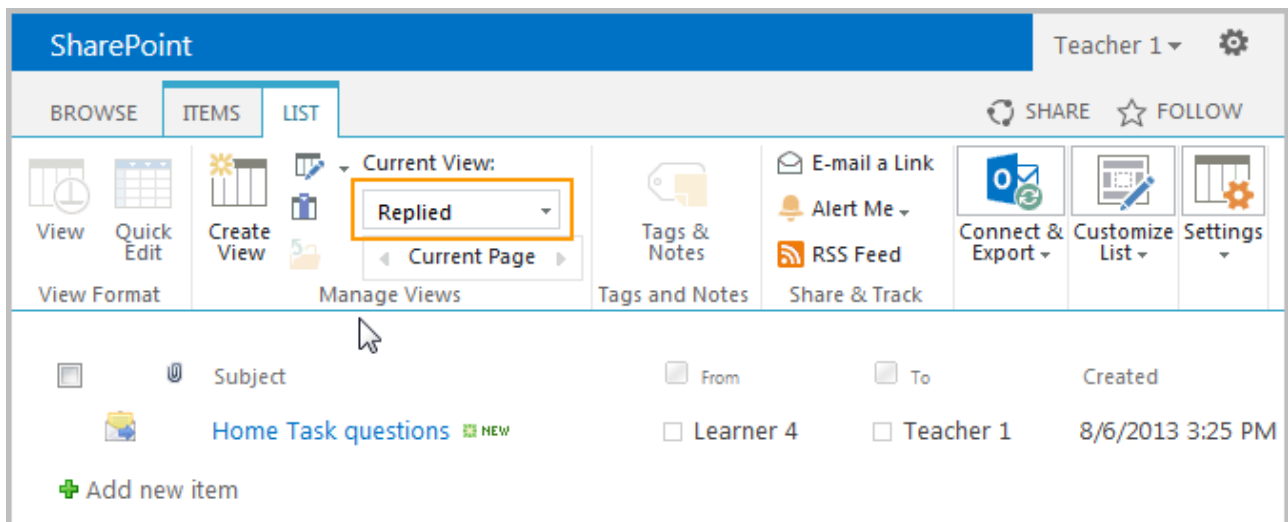 SharePoint
Teacher 1
BROWSE ITEMS LIST
SHARE FOLLOW
View
Quick
Edit
View Format
Create
View
Current View:
Replied
Current Page
Manage Views
Tags &
Notes
Tags and Notes
E-mail a Link
Alert Me
RSS Feed
Share & Track
Connect &
Export
Customize
List
Settings
Subject From To Created
Home Task questions NEW Learner 4 Teacher 1 8/6/2013 3:25 PM
Add new item